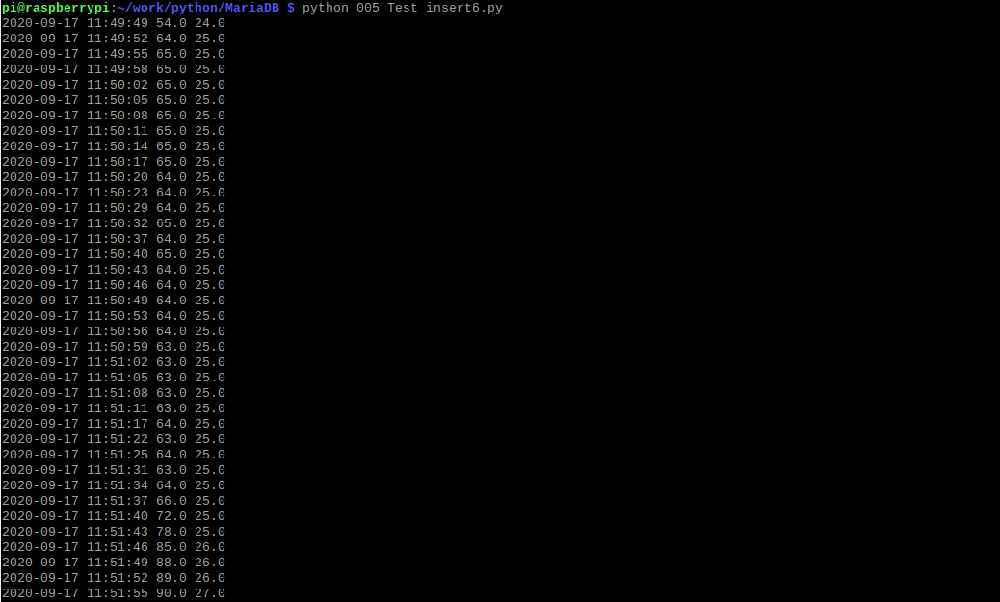 pi@raspberrypi:~/work/python/MariaDB $ python 005_Test_insert6.py
2020-09-17 11:49:49 54.0 24.0
2020-09-17 11:49:52 64.0 25.0
2020-09-17 11:49:55 65.0 25.0
2020-09-17 11:49:58 65.0 25.0
2020-09-17 11:50:02 65.0 25.0
2020-09-17 11:50:05 65.0 25.0
2020-09-17 11:50:08 65.0 25.0
2020-09-17 11:50:11 65.0 25.0
2020-09-17 11:50:14 65.0 25.0
2020-09-17 11:50:17 65.0 25.0
2020-09-17 11:50:20 64.0 25.0
2020-09-17 11:50:23 64.0 25.0
2020-09-17 11:50:29 64.0 25.0
2020-09-17 11:50:32 65.0 25.0
2020-09-17 11:50:37 64.0 25.0
2020-09-17 11:50:40 65.0 25.0
2020-09-17 11:50:43 64.0 25.0
2020-09-17 11:50:46 64.0 25.0
2020-09-17 11:50:49 64.0 25.0
2020-09-17 11:50:53 64.0 25.0
2020-09-17 11:50:56 64.0 25.0
2020-09-17 11:50:59 63.0 25.0
2020-09-17 11:51:02 63.0 25.0
2020-09-17 11:51:05 63.0 25.0
2020-09-17 11:51:08 63.0 25.0
2020-09-17 11:51:11 63.0 25.0
2020-09-17 11:51:17 64.0 25.0
2020-09-17 11:51:22 63.0 25.0
2020-09-17 11:51:25 64.0 25.0
2020-09-17 11:51:31 63.0 25.0
2020-09-17 11:51:34 64.0 25.0
2020-09-17 11:51:37 66.0 25.0
2020-09-17 11:51:40 72.0 25.0
2020-09-17 11:51:43 78.0 25.0
2020-09-17 11:51:46 85.0 26.0
2020-09-17 11:51:49 88.0 26.0
2020-09-17 11:51:52 89.0 26.0
2020-09-17 11:51:55 90.0 27.0